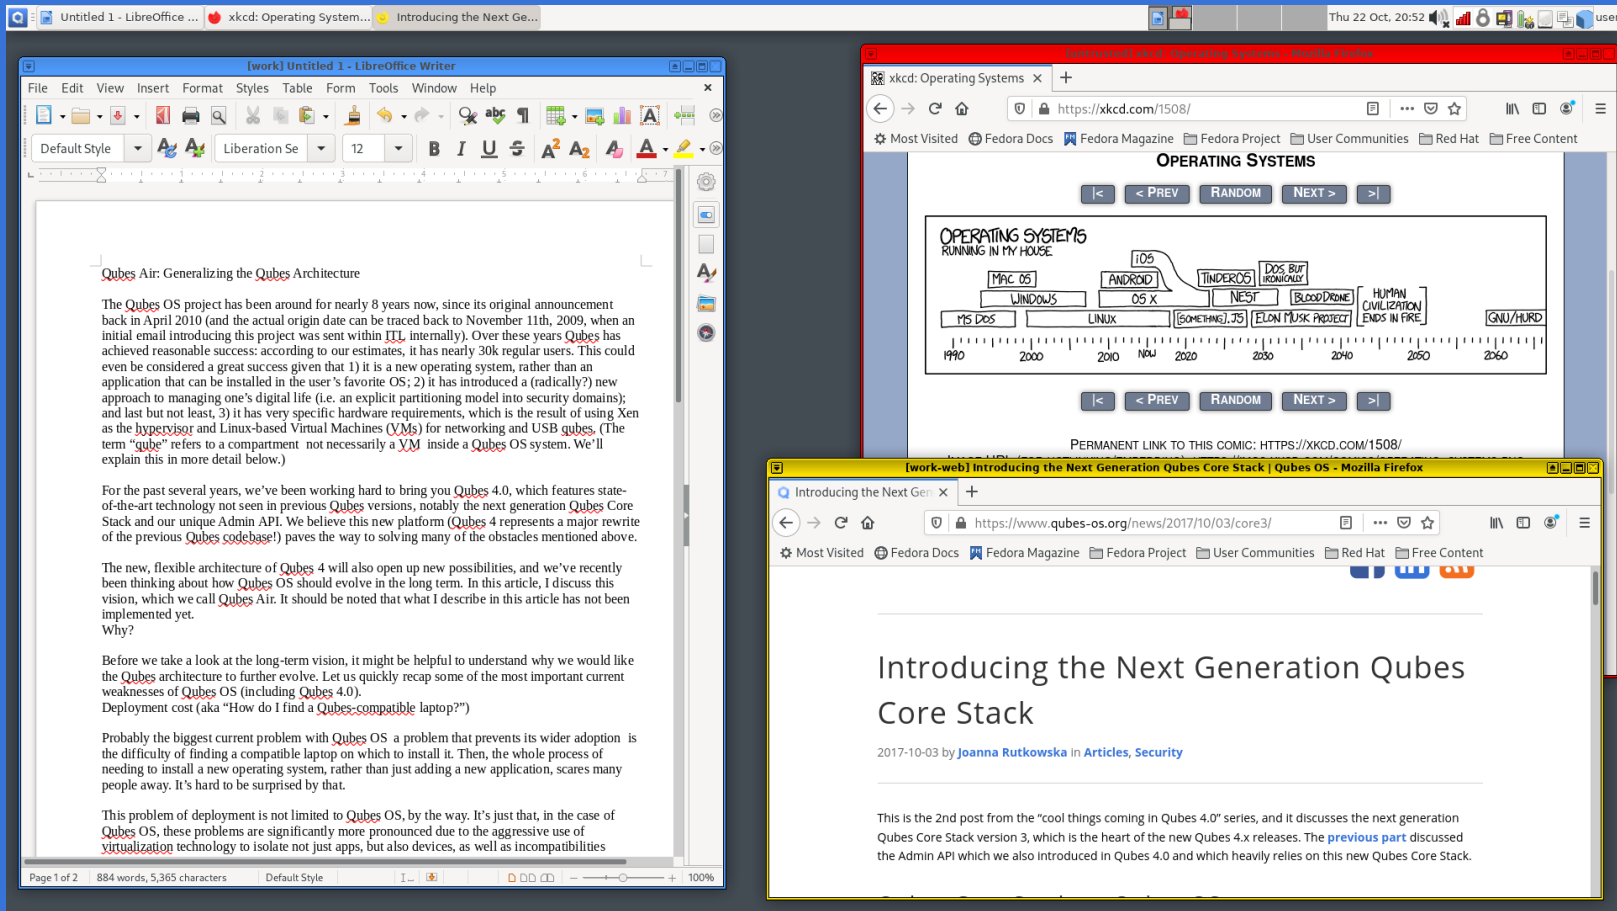 Untitled 1 - LibreOffice ...
xkcd: Operating System...
Introducing the Next Ge...
Thu 22 Oct, 20:52
user
[work] Untitled 1 - LibreOffice Writer
File Edit View Insert Format Styles Table Form Tools Window Help
Default Style
Liberation Se
12
Qubes Air: Generalizing the Qubes Architecture
The Qubes OS project has been around for nearly 8 years now, since its original announcement
back in April 2010 (and the actual origin date can be traced back to November 11th, 2009, when an
initial email introducing this project was sent within ITL internally). Over these years Qubes has
achieved reasonable success: according to our estimates, it has nearly 30k regular users. This could
even be considered a great success given that 1) it is a new operating system, rather than an
application that can be installed in the user’s favorite OS; 2) it has introduced a (radically?) new
approach to managing one’s digital life (i.e. an explicit partitioning model into security domains);
and last but not least, 3) it has very specific hardware requirements, which is the result of using Xen
as the hypervisor and Linux-based Virtual Machines (VMs) for networking and USB qubes. (The
term “qube” refers to a compartment  not necessarily a VM  inside a Qubes OS system. We’ll
explain this in more detail below.)
For the past several years, we’ve been working hard to bring you Qubes 4.0, which features state-
of-the-art technology not seen in previous Qubes versions, notably the next generation Qubes Core
Stack and our unique Admin API. We believe this new platform (Qubes 4 represents a major rewrite
of the previous Qubes codebase!) paves the way to solving many of the obstacles mentioned above.
The new, flexible architecture of Qubes 4 will also open up new possibilities, and we’ve recently
been thinking about how Qubes OS should evolve in the long term. In this article, I discuss this
vision, which we call Qubes Air. It should be noted that what I describe in this article has not been
implemented yet.
Why?
Before we take a look at the long-term vision, it might be helpful to understand why we would like
the Qubes architecture to further evolve. Let us quickly recap some of the most important current
weaknesses of Qubes OS (including Qubes 4.0).
Deployment cost (aka “How do I find a Qubes-compatible laptop?”)
Probably the biggest current problem with Qubes OS  a problem that prevents its wider adoption  is
the difficulty of finding a compatible laptop on which to install it. Then, the whole process of
needing to install a new operating system, rather than just adding a new application, scares many
people away. It’s hard to be surprised by that.
This problem of deployment is not limited to Qubes OS, by the way. It’s just that, in the case of
Qubes OS, these problems are significantly more pronounced due to the aggressive use of
virtualization technology to isolate not just apps, but also devices, as well as incompatibilities
Page 1 of 2
884 words, 5,365 characters
Default Style
100%
[untrusted] xkcd: Operating Systems - Mozilla Firefox
xkcd: Operating Systems
https://xkcd.com/1508/
Most Visited Fedora Docs Fedora Magazine Fedora Project User Communities Red Hat Free Content
OPERATING SYSTEMS
|< < PREV RANDOM NEXT > >|
OPERATING SYSTEMS
RUNNING IN MY HOUSE
iOS
MAC OS ANDROID TINDEROS DOS, BUT IRONICALLY
WINDOWS OS X NEST BLOODDRONE
HUMAN CIVILIZATION ENDS IN FIRE
MS DOS LINUX [SOMETHING].JS ELON MUSK PROJECT GNU/HURD
1990 2000 2010 NOW 2020 2030 2040 2050 2060
|< < PREV RANDOM NEXT > >|
PERMANENT LINK TO THIS COMIC: HTTPS://XKCD.COM/1508/
[work-web] Introducing the Next Generation Qubes Core Stack | Qubes OS - Mozilla Firefox
Introducing the Next Gen
https://www.qubes-os.org/news/2017/10/03/core3/
Most Visited Fedora Docs Fedora Magazine Fedora Project User Communities Red Hat Free Content
Introducing the Next Generation Qubes
Core Stack
2017-10-03 by Joanna Rutkowska in Articles, Security
This is the 2nd post from the “cool things coming in Qubes 4.0” series, and it discusses the next generation
Qubes Core Stack version 3, which is the heart of the new Qubes 4.x releases. The previous part discussed
the Admin API which we also introduced in Qubes 4.0 and which heavily relies on this new Qubes Core Stack.